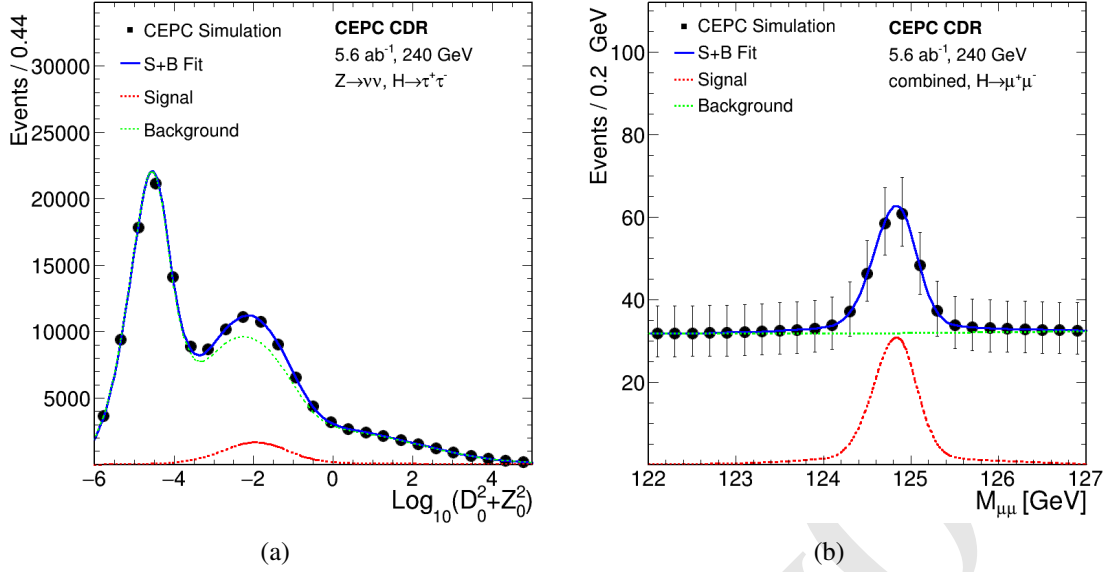 CEPC Simulation
S+B Fit
Signal
Background
CEPC CDR
5.6 ab⁻¹, 240 GeV
Z→νν, H→τ⁺τ⁻
Events / 0.44
30000
25000
20000
15000
10000
5000
−6 −4 −2 0 2 4
Log₁₀(D₀²+Z₀²)
(a)
CEPC Simulation
S+B Fit
Signal
Background
CEPC CDR
5.6 ab⁻¹, 240 GeV
combined, H→μ⁺μ⁻
Events / 0.2 GeV
100
80
60
40
20
122 123 124 125 126 127
M_μμ [GeV]
(b)